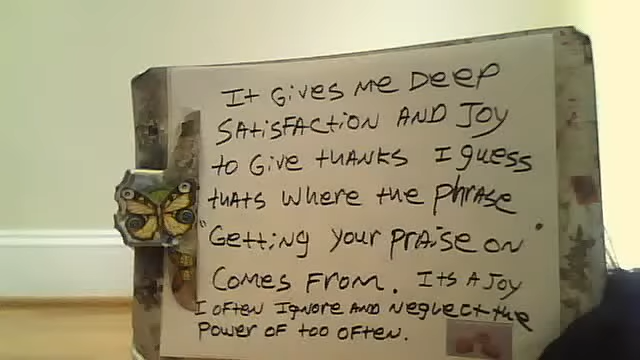 It Gives me Deep
Satisfaction and Joy
to Give thanks I guess
thats where the phrase
"Getting your praise on"
comes from. Its a Joy
I often Ignore and neglect the
power of too often.